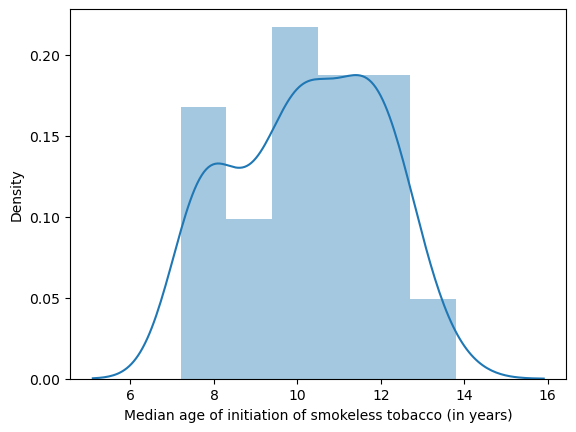 0.20
0.15
0.10
0.05
0.00
Density
6 8 10 12 14 16
Median age of initiation of smokeless tobacco (in years)